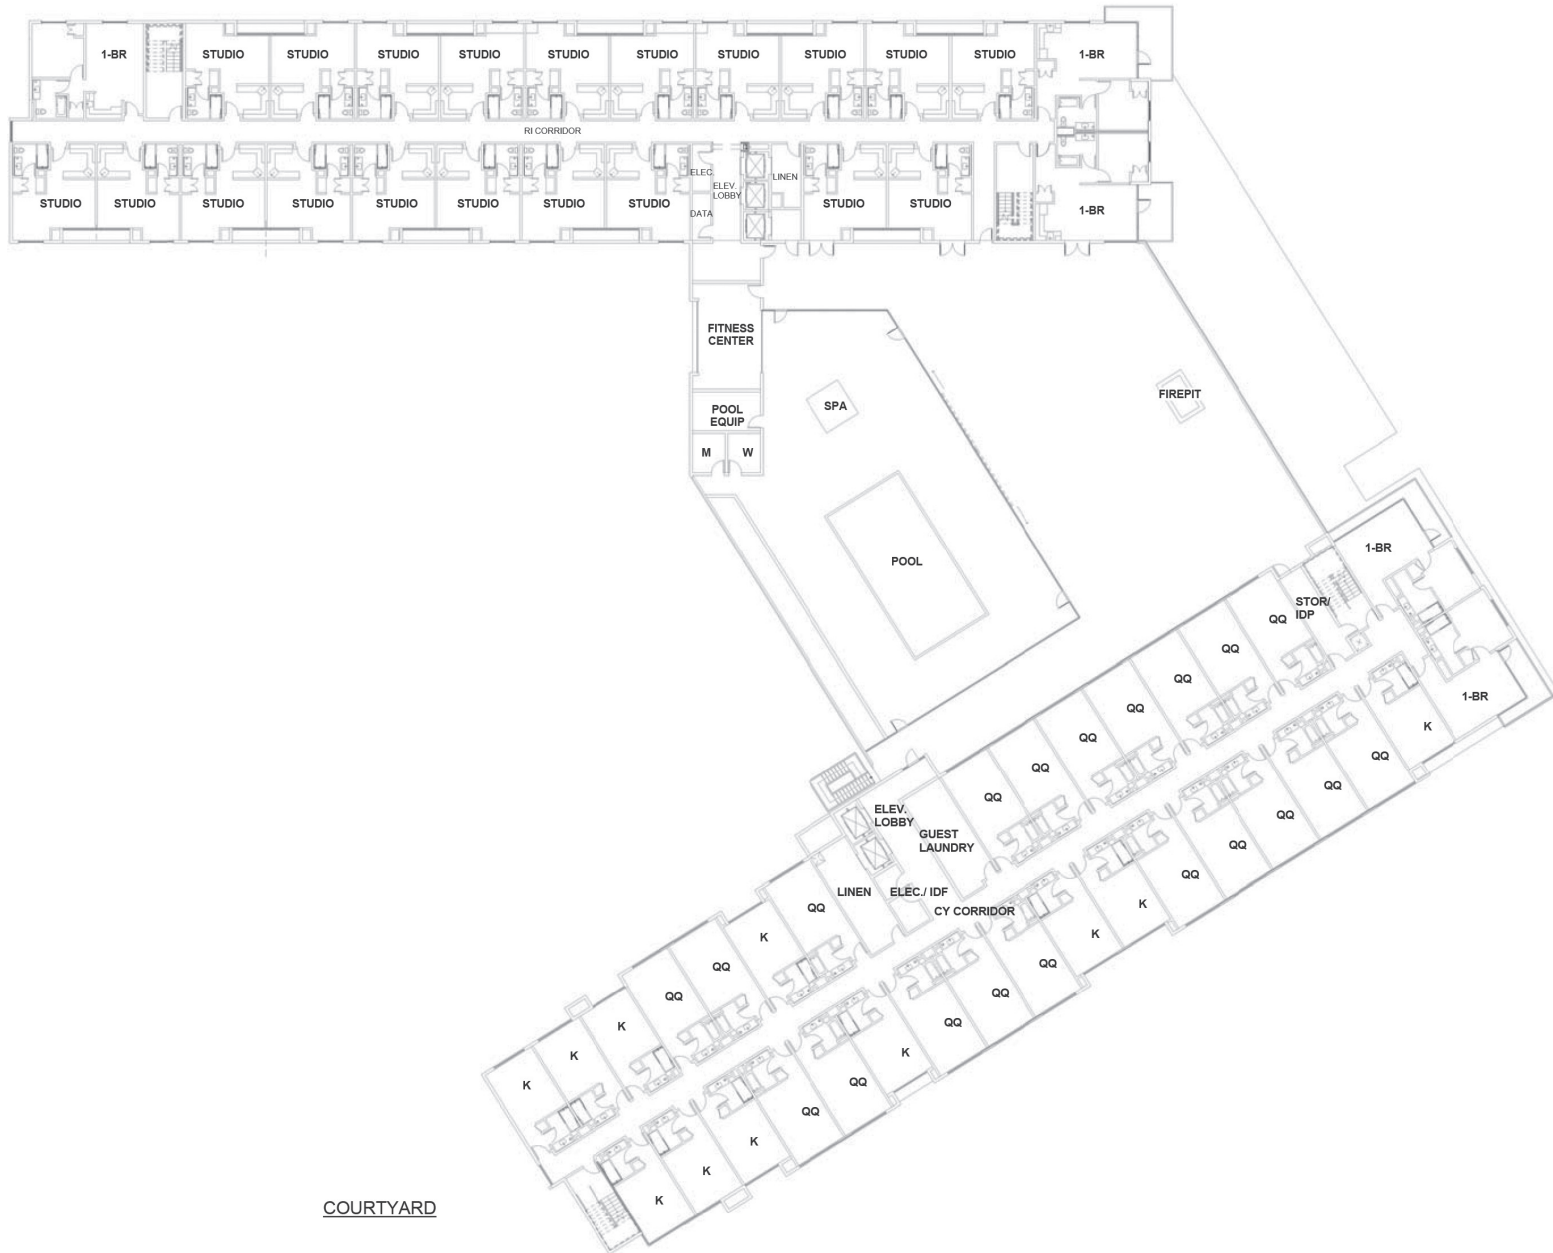 1-BR
STUDIO
STUDIO
STUDIO
STUDIO
STUDIO
STUDIO
STUDIO
STUDIO
STUDIO
STUDIO
1-BR
RI CORRIDOR
STUDIO
STUDIO
STUDIO
STUDIO
STUDIO
STUDIO
STUDIO
STUDIO
ELEC.
DATA
ELEV.
LOBBY
LINEN
STUDIO
STUDIO
1-BR
FITNESS
CENTER
POOL
EQUIP
M
W
SPA
FIREPIT
POOL
1-BR
STOR/
IDP
QQ
QQ
QQ
QQ
QQ
QQ
QQ
1-BR
K
QQ
QQ
QQ
QQ
QQ
K
K
ELEV.
LOBBY
GUEST
LAUNDRY
LINEN
ELEC./ IDF
CY CORRIDOR
QQ
K
QQ
QQ
K
K
K
QQ
QQ
QQ
K
QQ
QQ
K
K
K
COURTYARD